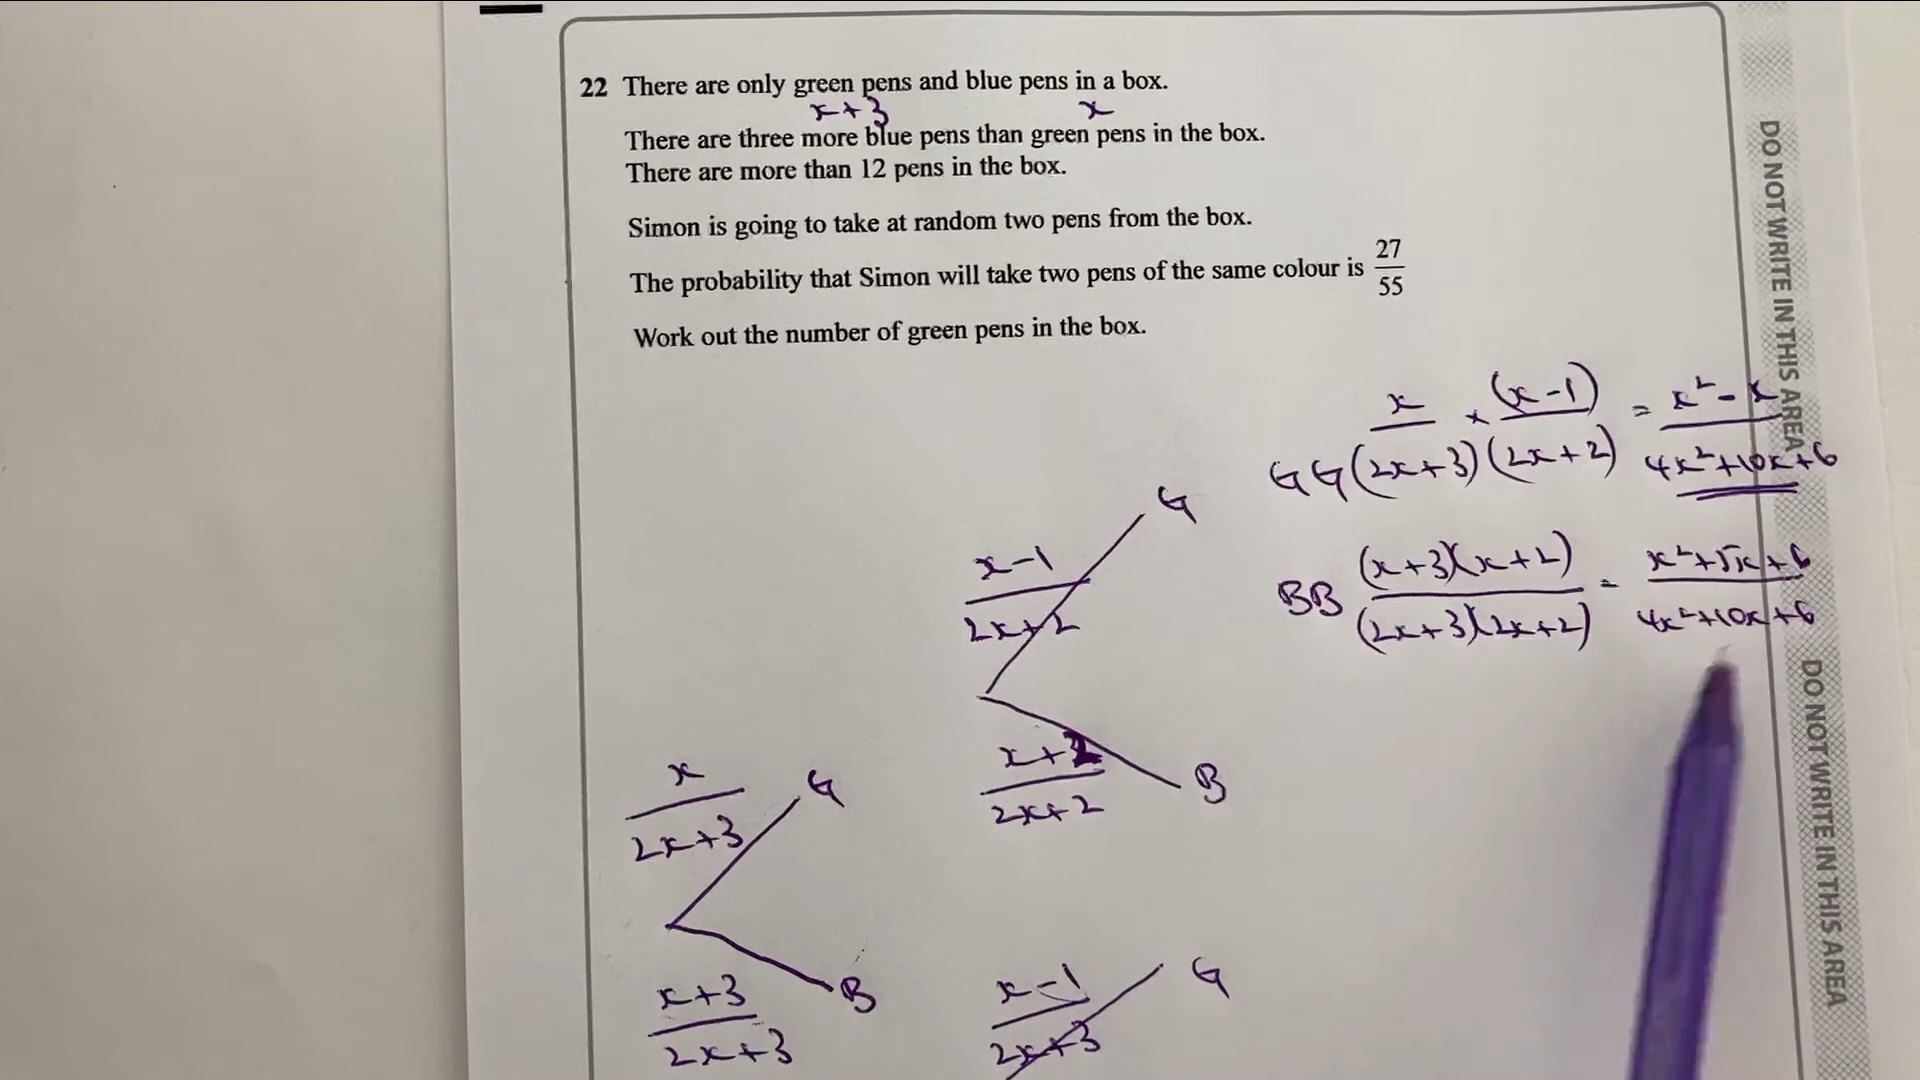 22 There are only green pens and blue pens in a box.
x+3 x
There are three more blue pens than green pens in the box.
There are more than 12 pens in the box.
Simon is going to take at random two pens from the box.
The probability that Simon will take two pens of the same colour is 27/55
Work out the number of green pens in the box.
x × (x-1) = x² - x
GG (2x+3) (2x+2) 4x²+10x+6
BB (x+3)(x+2) = x²+5x+6
(2x+3)(2x+2) 4x²+10x+6
G
x-1
2x+2
x+2
2x+2
B
x
2x+3
G
x+3
2x+3
B
x-1
2x+3
G
DO NOT WRITE IN THIS AREA
DO NOT WRITE IN THIS AREA